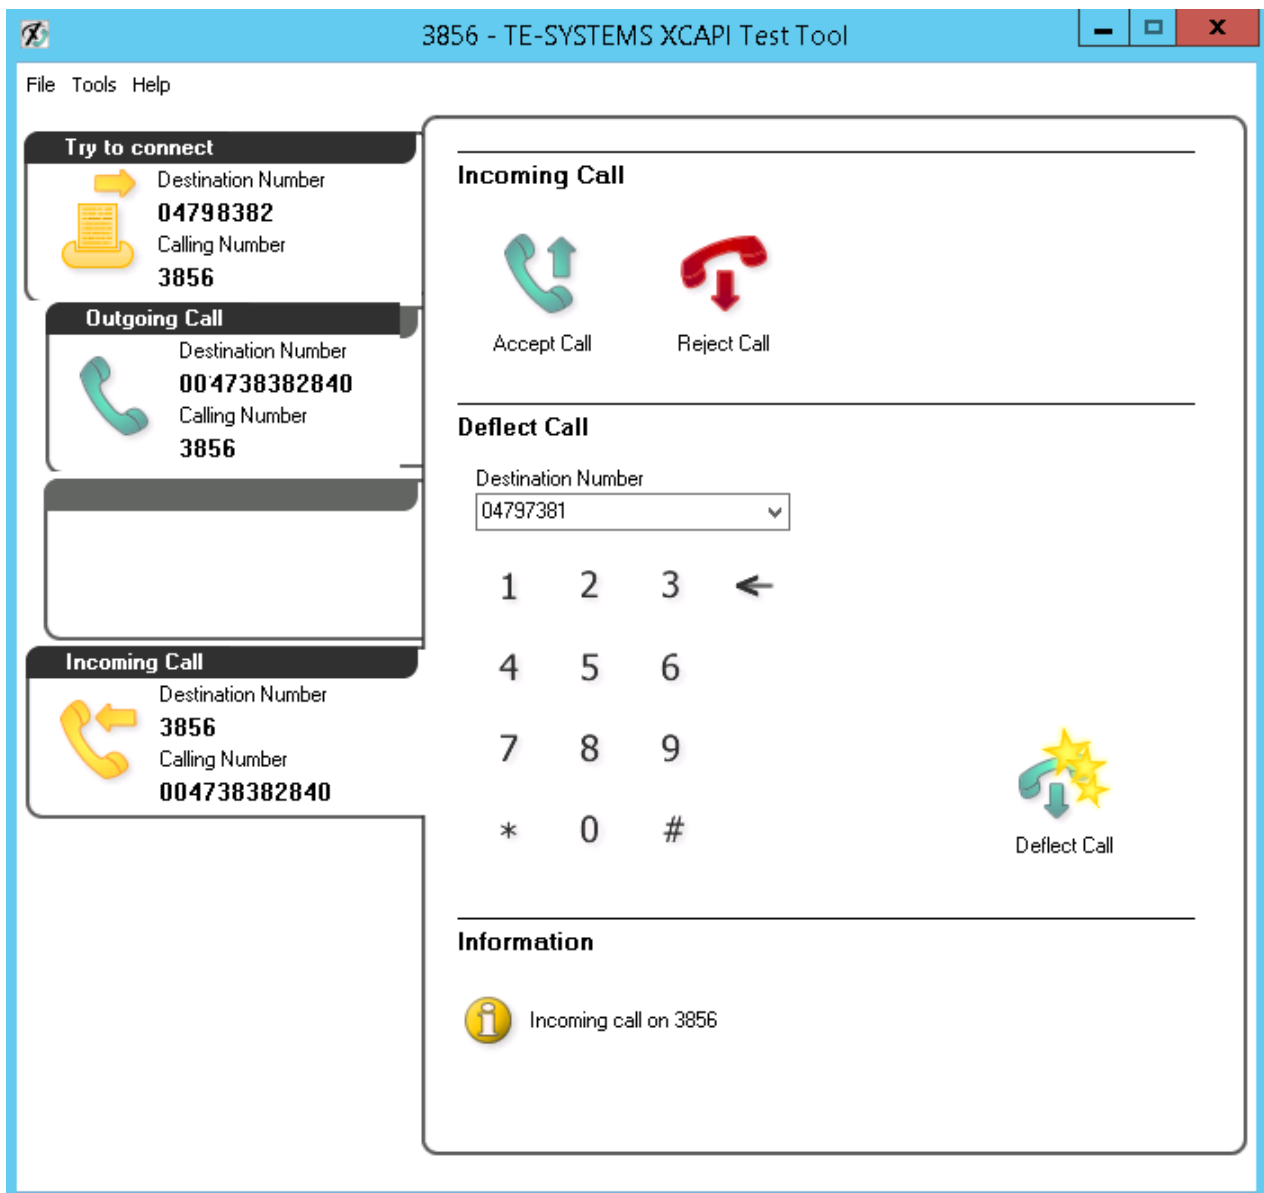 3856 - TE-SYSTEMS XCAPI Test Tool
File Tools Help
Try to connect
Destination Number
04798382
Calling Number
3856
Outgoing Call
Destination Number
004738382840
Calling Number
3856
Incoming Call
Destination Number
3856
Calling Number
004738382840
Incoming Call
Accept Call Reject Call
Deflect Call
Destination Number
04797381
1 2 3
4 5 6
7 8 9
* 0 #
Deflect Call
Information
Incoming call on 3856